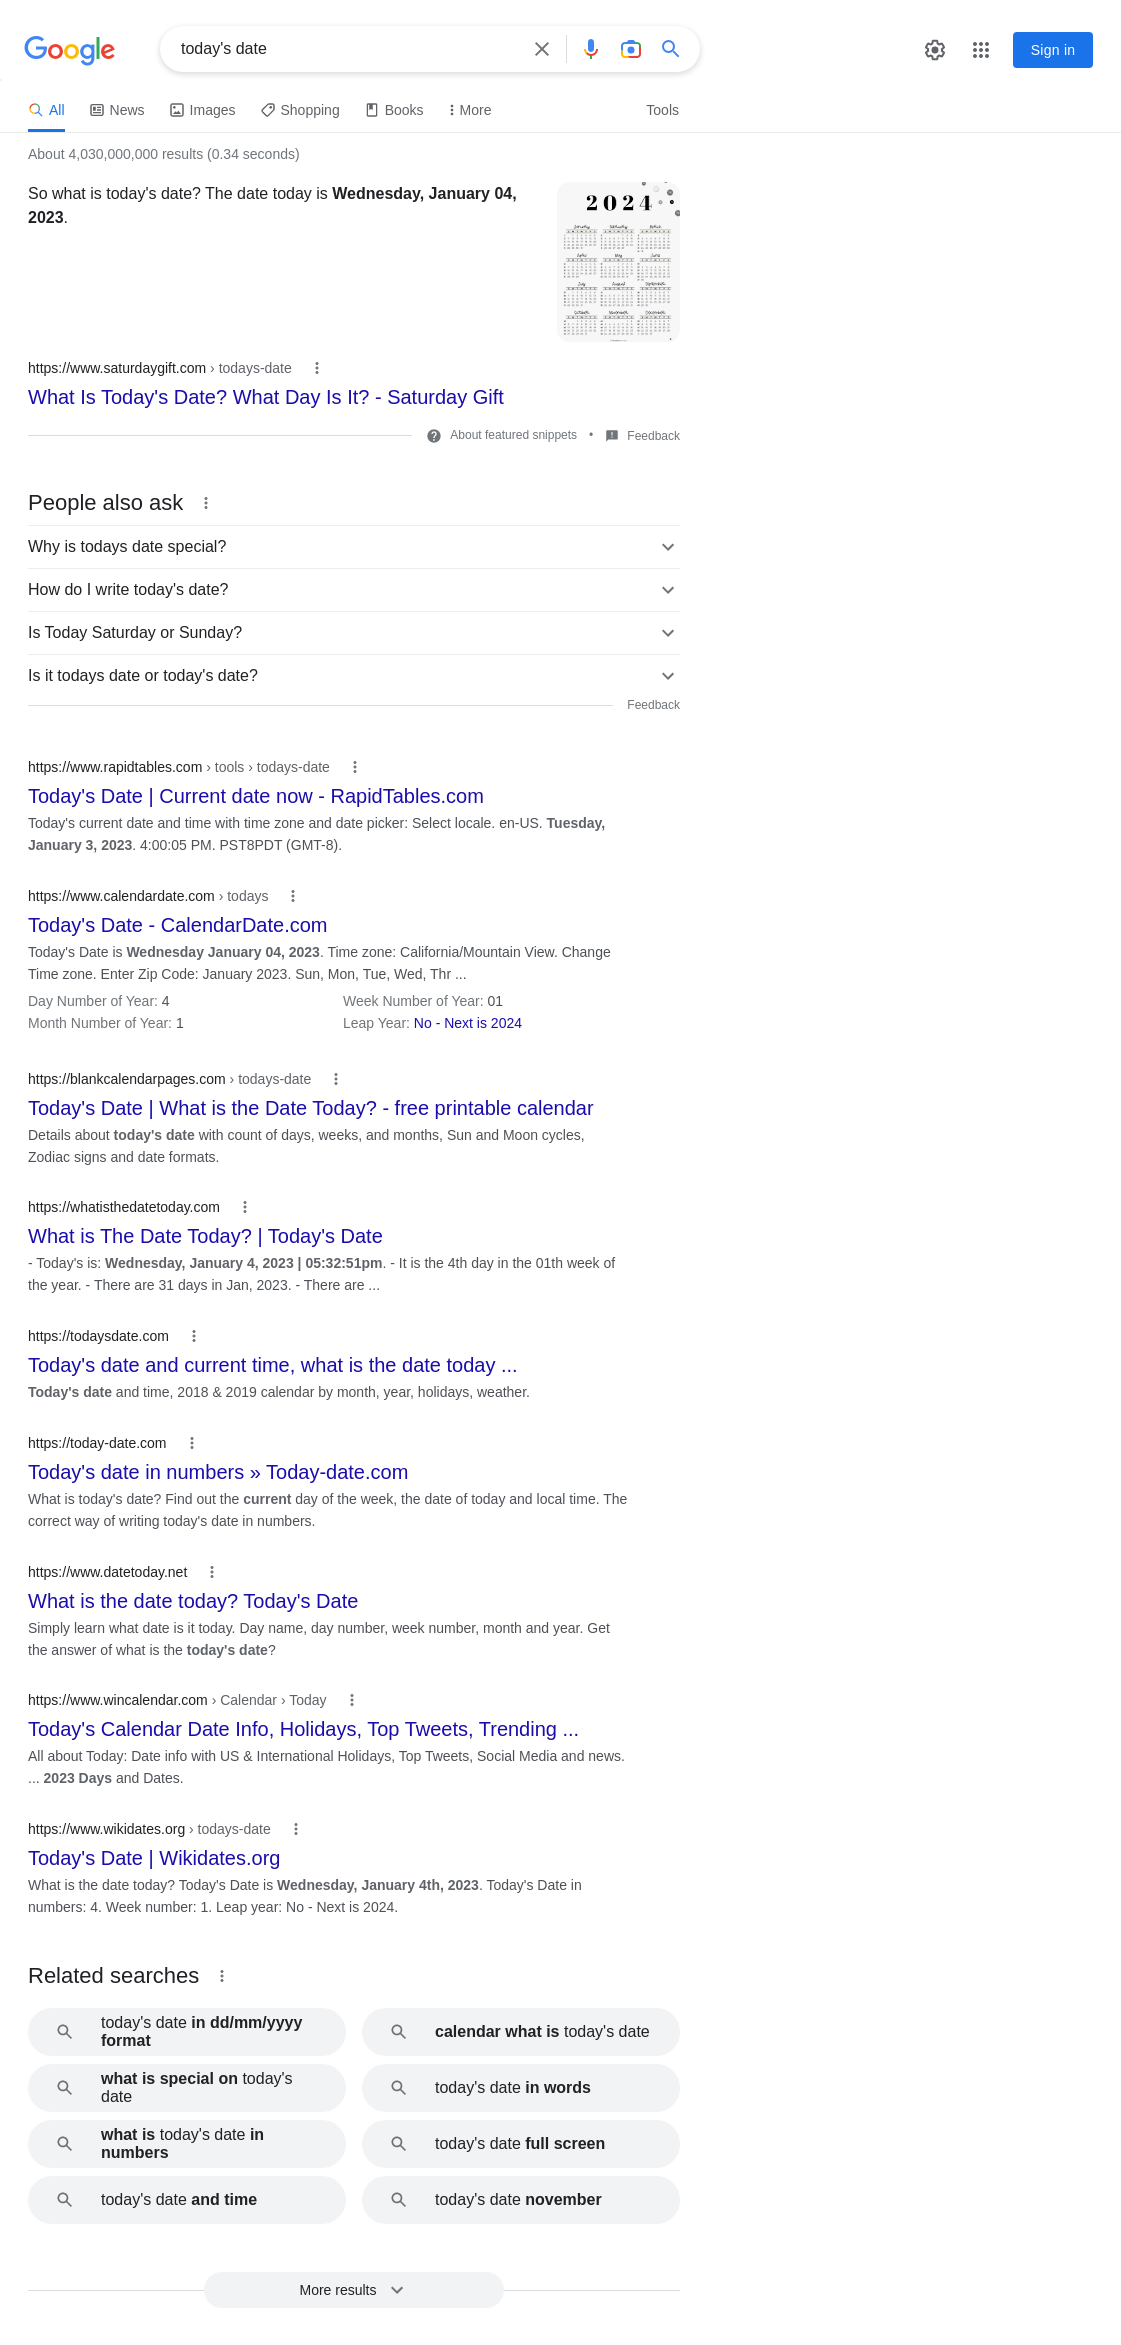 Google
today's date
Sign in
All
News
Images
Shopping
Books
More
Tools
About 4,030,000,000 results (0.34 seconds)
So what is today's date? The date today is Wednesday, January 04,
2023.
2024
https://www.saturdaygift.com › todays-date
What Is Today's Date? What Day Is It? - Saturday Gift
About featured snippets • Feedback
People also ask
Why is todays date special?
How do I write today's date?
Is Today Saturday or Sunday?
Is it todays date or today's date?
Feedback
https://www.rapidtables.com › tools › todays-date
Today's Date | Current date now - RapidTables.com
Today's current date and time with time zone and date picker: Select locale. en-US. Tuesday,
January 3, 2023. 4:00:05 PM. PST8PDT (GMT-8).
https://www.calendardate.com › todays
Today's Date - CalendarDate.com
Today's Date is Wednesday January 04, 2023. Time zone: California/Mountain View. Change
Time zone. Enter Zip Code: January 2023. Sun, Mon, Tue, Wed, Thr ...
Day Number of Year: 4
Week Number of Year: 01
Month Number of Year: 1
Leap Year: No - Next is 2024
https://blankcalendarpages.com › todays-date
Today's Date | What is the Date Today? - free printable calendar
Details about today's date with count of days, weeks, and months, Sun and Moon cycles,
Zodiac signs and date formats.
https://whatisthedatetoday.com
What is The Date Today? | Today's Date
- Today's is: Wednesday, January 4, 2023 | 05:32:51pm. - It is the 4th day in the 01th week of
the year. - There are 31 days in Jan, 2023. - There are ...
https://todaysdate.com
Today's date and current time, what is the date today ...
Today's date and time, 2018 & 2019 calendar by month, year, holidays, weather.
https://today-date.com
Today's date in numbers » Today-date.com
What is today's date? Find out the current day of the week, the date of today and local time. The
correct way of writing today's date in numbers.
https://www.datetoday.net
What is the date today? Today's Date
Simply learn what date is it today. Day name, day number, week number, month and year. Get
the answer of what is the today's date?
https://www.wincalendar.com › Calendar › Today
Today's Calendar Date Info, Holidays, Top Tweets, Trending ...
All about Today: Date info with US & International Holidays, Top Tweets, Social Media and news.
... 2023 Days and Dates.
https://www.wikidates.org › todays-date
Today's Date | Wikidates.org
What is the date today? Today's Date is Wednesday, January 4th, 2023. Today's Date in
numbers: 4. Week number: 1. Leap year: No - Next is 2024.
Related searches
today's date in dd/mm/yyyy
format
calendar what is today's date
what is special on today's
date
today's date in words
what is today's date in
numbers
today's date full screen
today's date and time
today's date november
More results